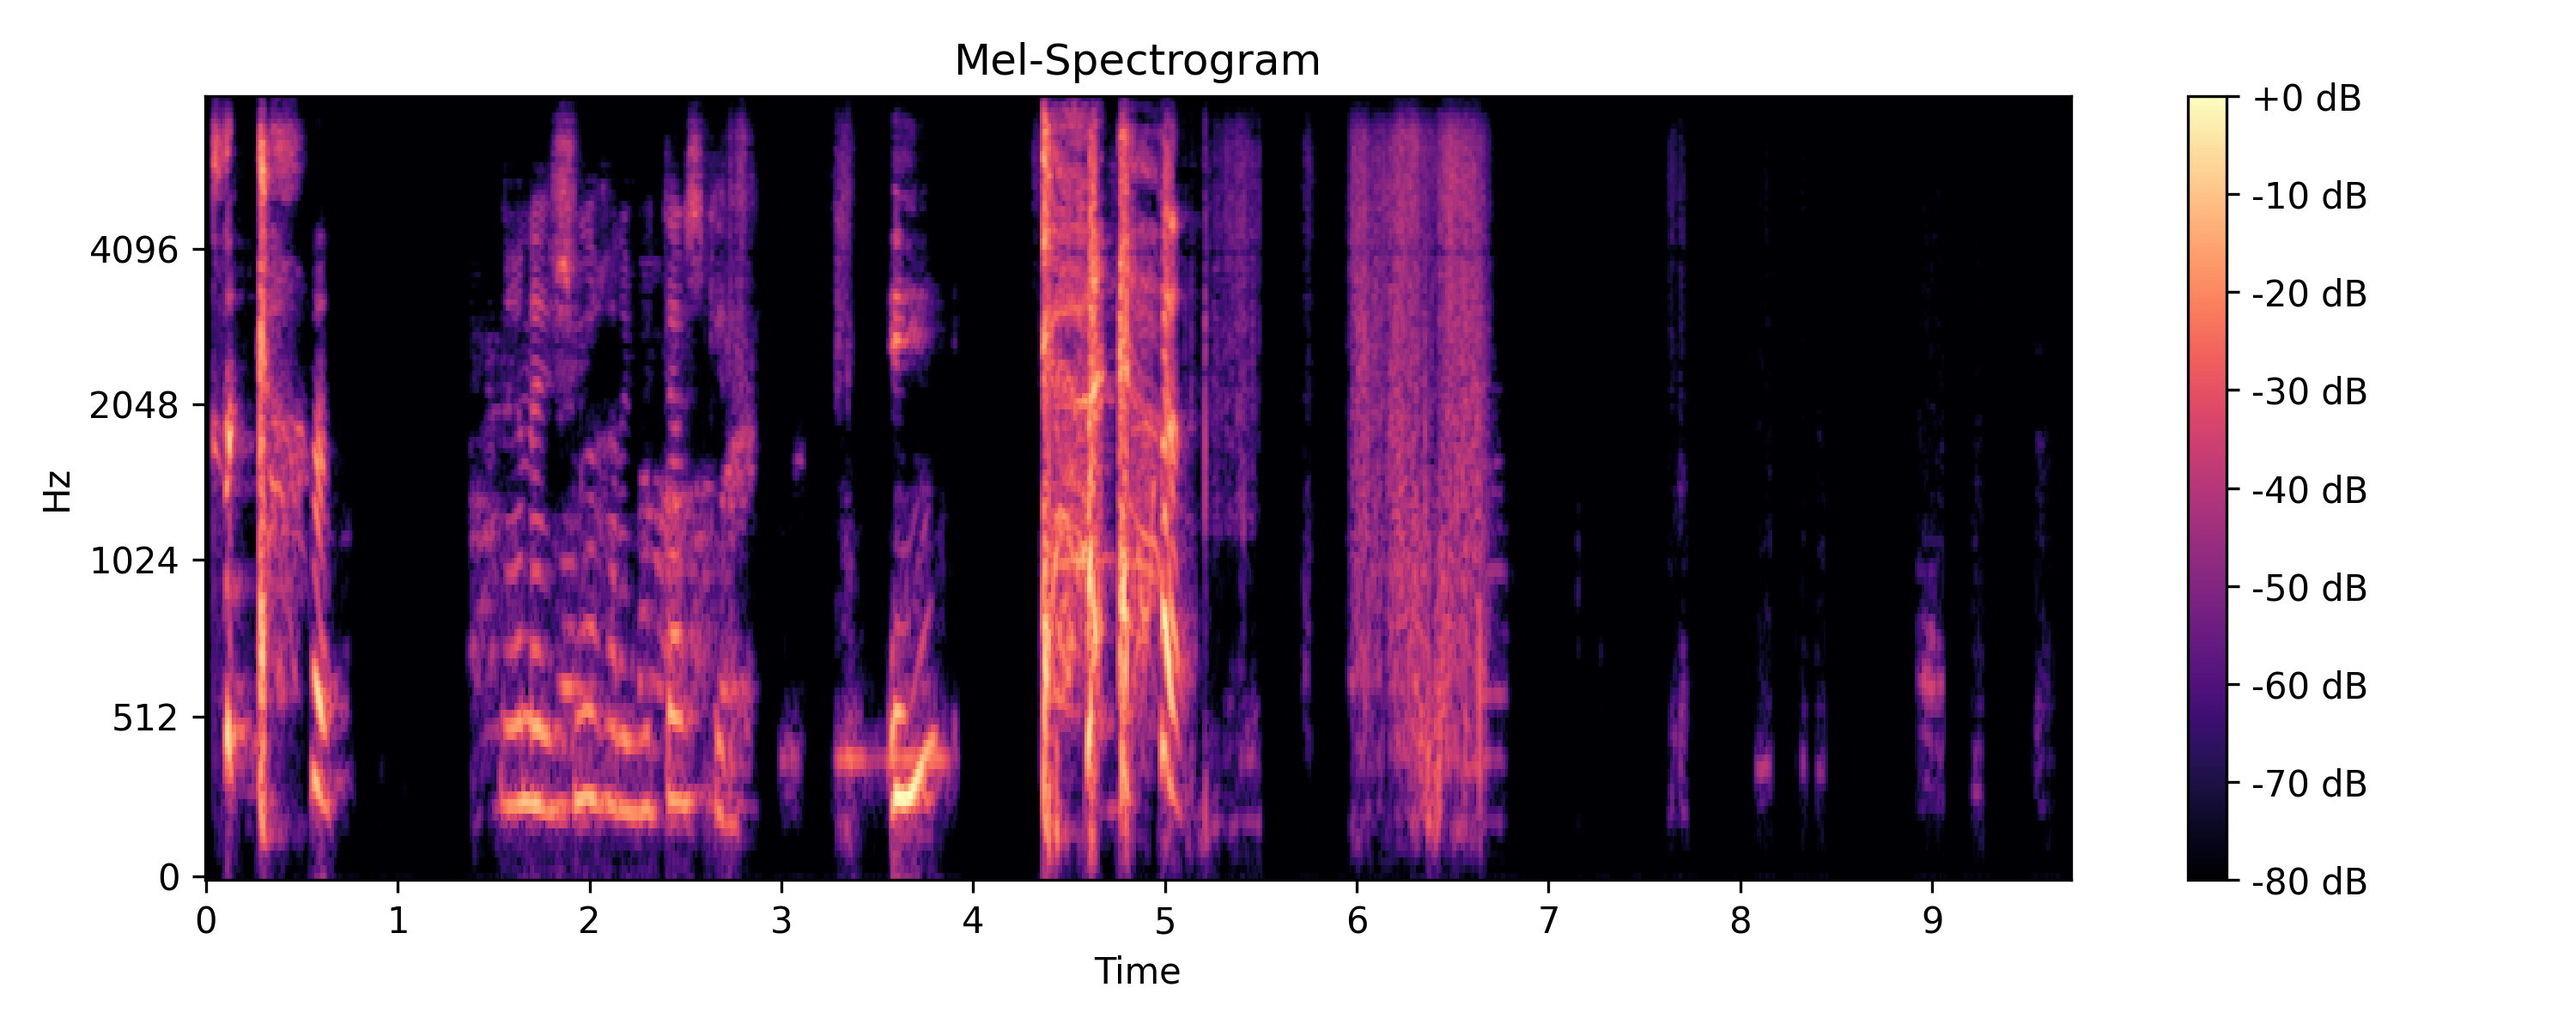 Mel-Spectrogram
+0 dB
4096
-10 dB
-20 dB
2048
-30 dB
Hz
-40 dB
1024
-50 dB
512
-60 dB
-70 dB
0
-80 dB
0 1 2 3 4 5 6 7 8 9
Time